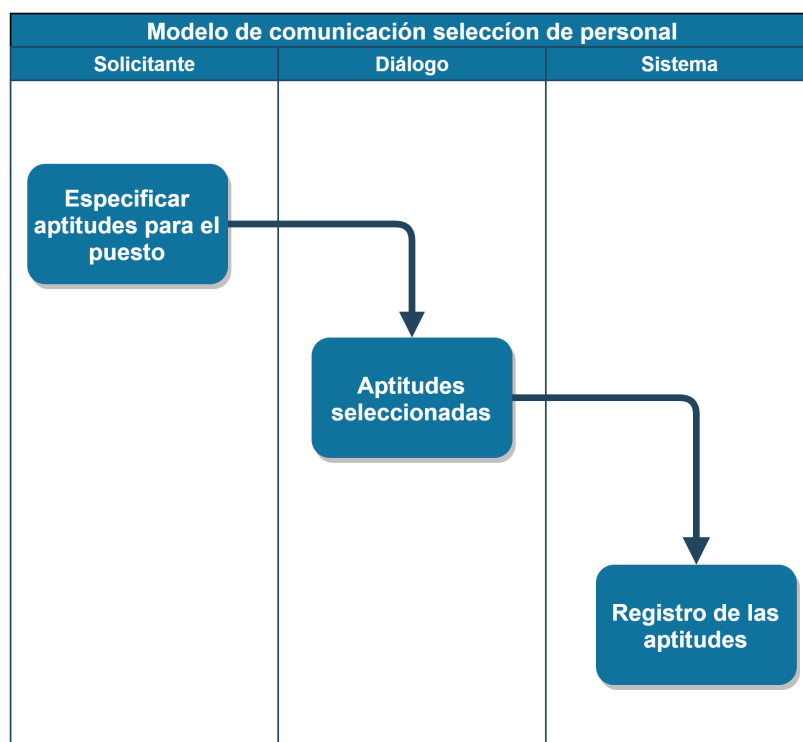 Modelo de comunicación seleccíon de personal
Solicitante
Diálogo
Sistema
Especificar
aptitudes para el
puesto
Aptitudes
seleccionadas
Registro de las
aptitudes